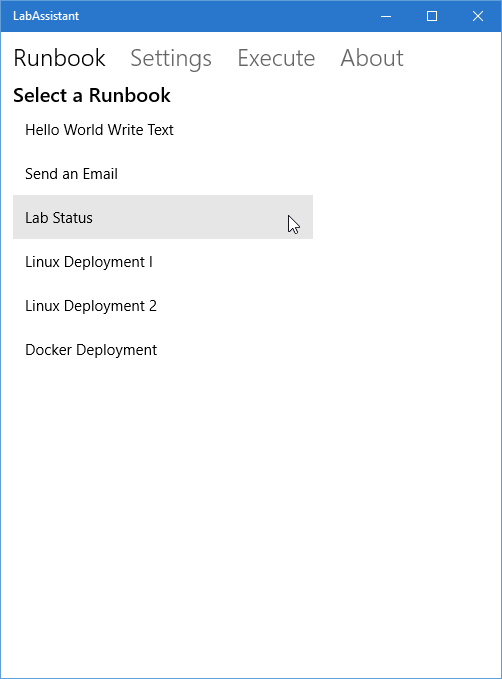 LabAssistant
Runbook Settings Execute About
Select a Runbook
Hello World Write Text
Send an Email
Lab Status
Linux Deployment I
Linux Deployment 2
Docker Deployment